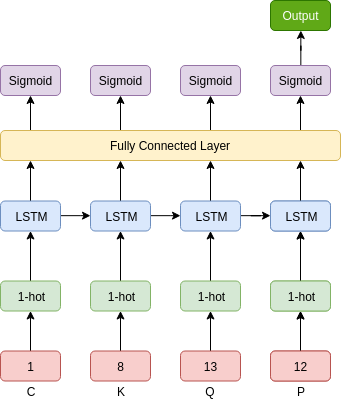 Output
Sigmoid Sigmoid Sigmoid Sigmoid
Fully Connected Layer
LSTM LSTM LSTM LSTM
1-hot 1-hot 1-hot 1-hot
1 8 13 12
C K Q P